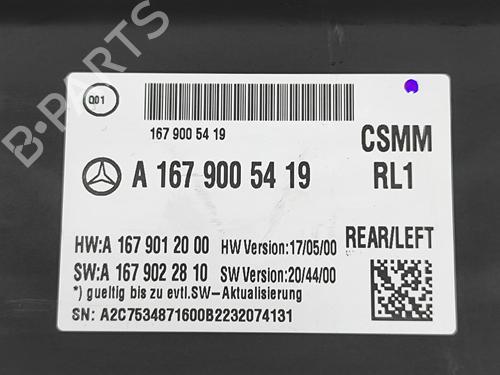 B·PARTS
Q01
167 900 54 19
CSMM
A 167 900 54 19
RL1
HW:A 167 901 20 00 HW Version:17/05/00
REAR/LEFT
SW:A 167 902 28 10 SW Version:20/44/00
*) gueltig bis zu evtl.SW-Aktualisierung
SN: A2C7534871600B2232074131